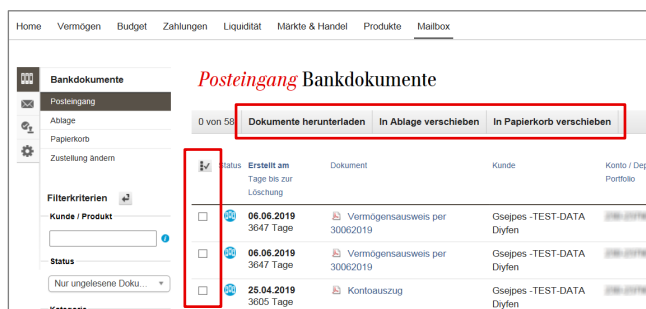 Home Vermögen Budget Zahlungen Liquidität Märkte & Handel Produkte Mailbox
Bankdokumente
Posteingang
Ablage
Papierkorb
Zustellung ändern
Filterkriterien
Kunde / Produkt
Status
Nur ungelesene Doku...
Posteingang Bankdokumente
0 von 58 Dokumente herunterladen In Ablage verschieben In Papierkorb verschieben
Status Erstellt am Dokument Kunde Konto / Dep
Tage bis zur Portfolio
Löschung
06.06.2019 Vermögensausweis per Gsejpes -TEST-DATA
3647 Tage 30062019 Diyfen
06.06.2019 Vermögensausweis per Gsejpes -TEST-DATA
3647 Tage 30062019 Diyfen
25.04.2019 Kontoauszug Gsejpes -TEST-DATA
3605 Tage Diyfen